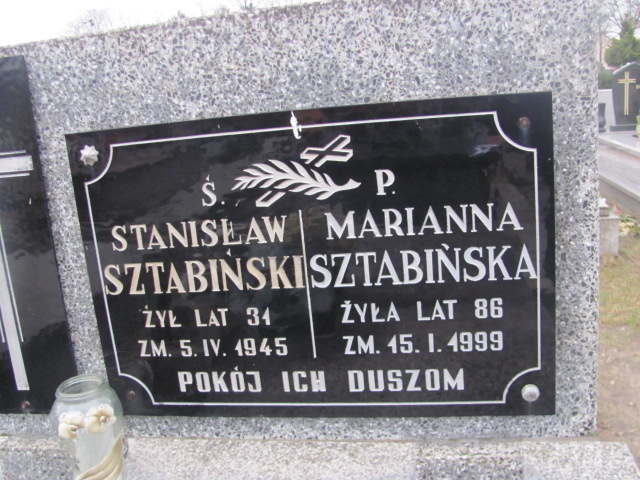 Ś. P.
STANISŁAW
SZTABIŃSKI
ŻYŁ LAT 31
ZM. 5. IV. 1945
MARIANNA
SZTABIŃSKA
ŻYŁA LAT 86
ZM. 15. I. 1999
POKÓJ ICH DUSZOM